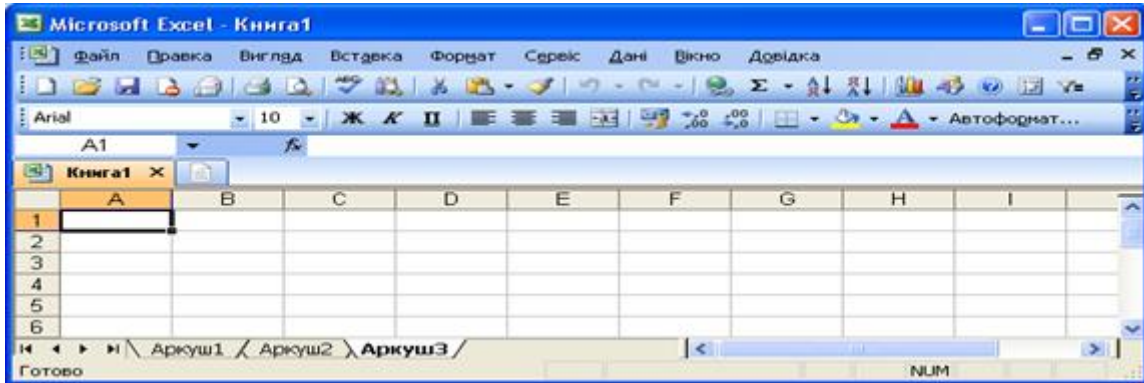 Microsoft Excel - Книга1
Файл Правка Вигляд Вставка Формат Сервіс Дані Вікно Довідка
Arial 10 Ж К П Автоформат...
A1 fx
Книга1
A B C D E F G H I
1
2
3
4
5
6
Аркуш1 Аркуш2 Аркуш3
Готово NUM